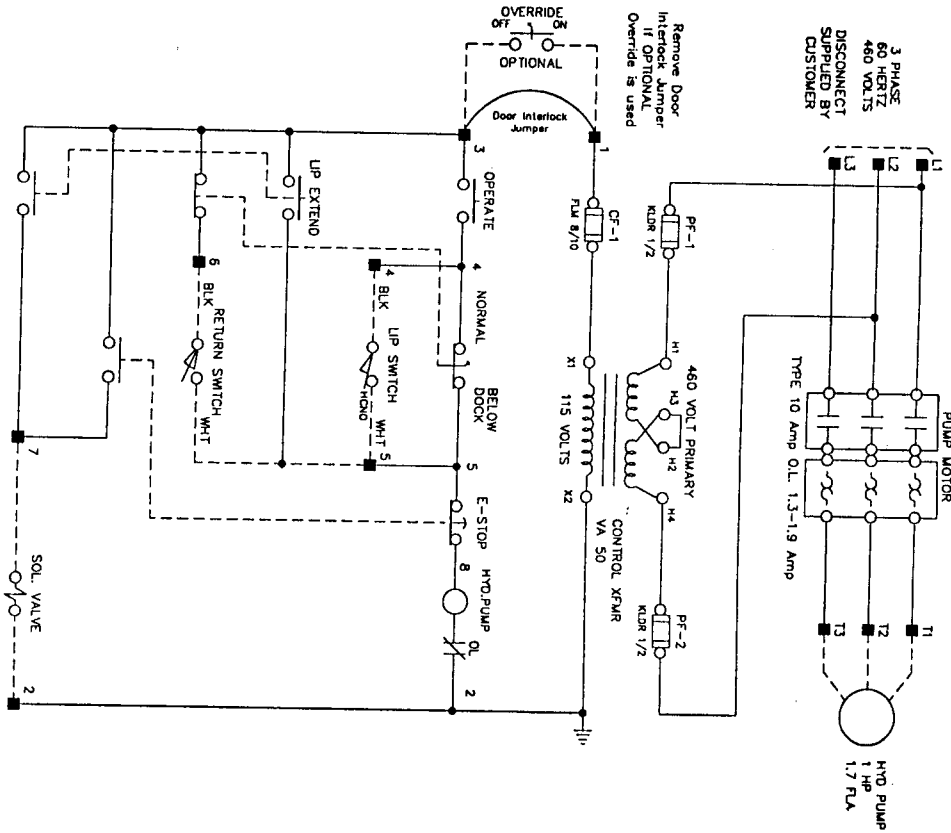 OVERRIDE
OFF ON
OPTIONAL
Remove Door
Interlock Jumper
If OPTIONAL
Override is used
Door Interlock
Jumper
3 PHASE
60 HERTZ
460 VOLTS
DISCONNECT
SUPPLIED BY
CUSTOMER
L1
L2
L3
PUMP MOTOR
TYPE 10 Amp O.L. 1.3-1.9 Amp
T1
T2
T3
HYD PUMP
1 HP
1.7 FLA
PF-1
KLDR 1/2
H1
H3
H2
H4
460 VOLT PRIMARY
PF-2
KLDR 1/2
1
CF-1
FLM 8/10
X1
115 VOLTS
X2
CONTROL XFMR
VA 50
3
OPERATE
4
NORMAL
BELOW
DOCK
5
E-STOP
8
HYD.PUMP
OL
2
4
BLK
LIP SWITCH
HCNO
WHT
5
LIP EXTEND
6
BLK
RETURN SWITCH
WHT
7
SOL. VALVE
2